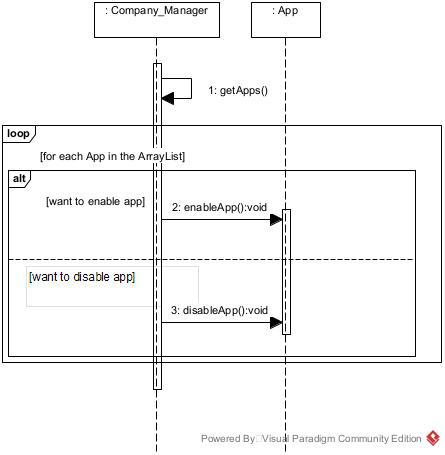 : Company_Manager
: App
1: getApps()
loop
[for each App in the ArrayList]
alt
[want to enable app]
2: enableApp():void
[want to disable app]
3: disableApp():void
Powered By Visual Paradigm Community Edition